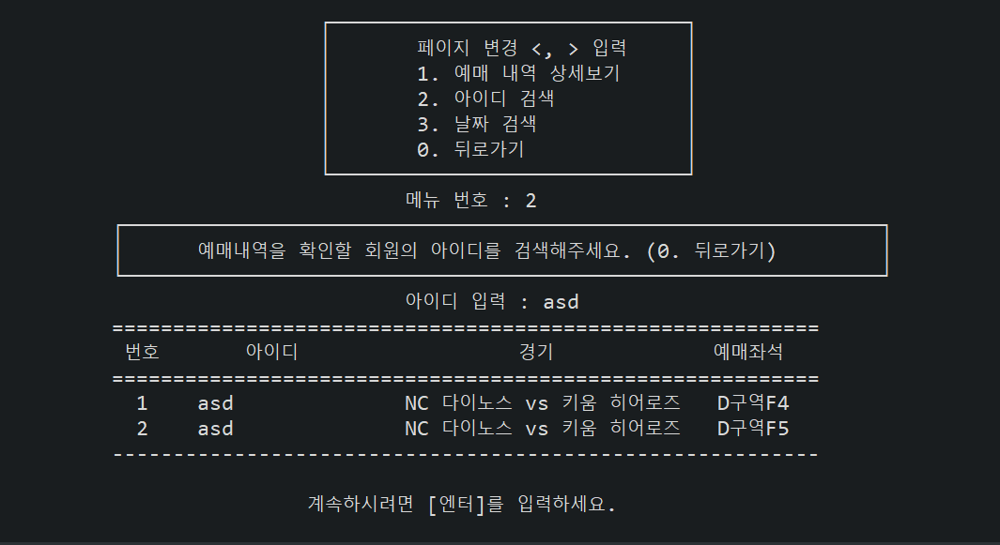 페이지 변경 <, > 입력
1. 예매 내역 상세보기
2. 아이디 검색
3. 날짜 검색
0. 뒤로가기
메뉴 번호 : 2
예매내역을 확인할 회원의 아이디를 검색해주세요. (0. 뒤로가기)
아이디 입력 : asd
==========================================================
번호 아이디 경기 예매좌석
==========================================================
1 asd NC 다이노스 vs 키움 히어로즈 D구역F4
2 asd NC 다이노스 vs 키움 히어로즈 D구역F5
----------------------------------------------------------
계속하시려면 [엔터]를 입력하세요.